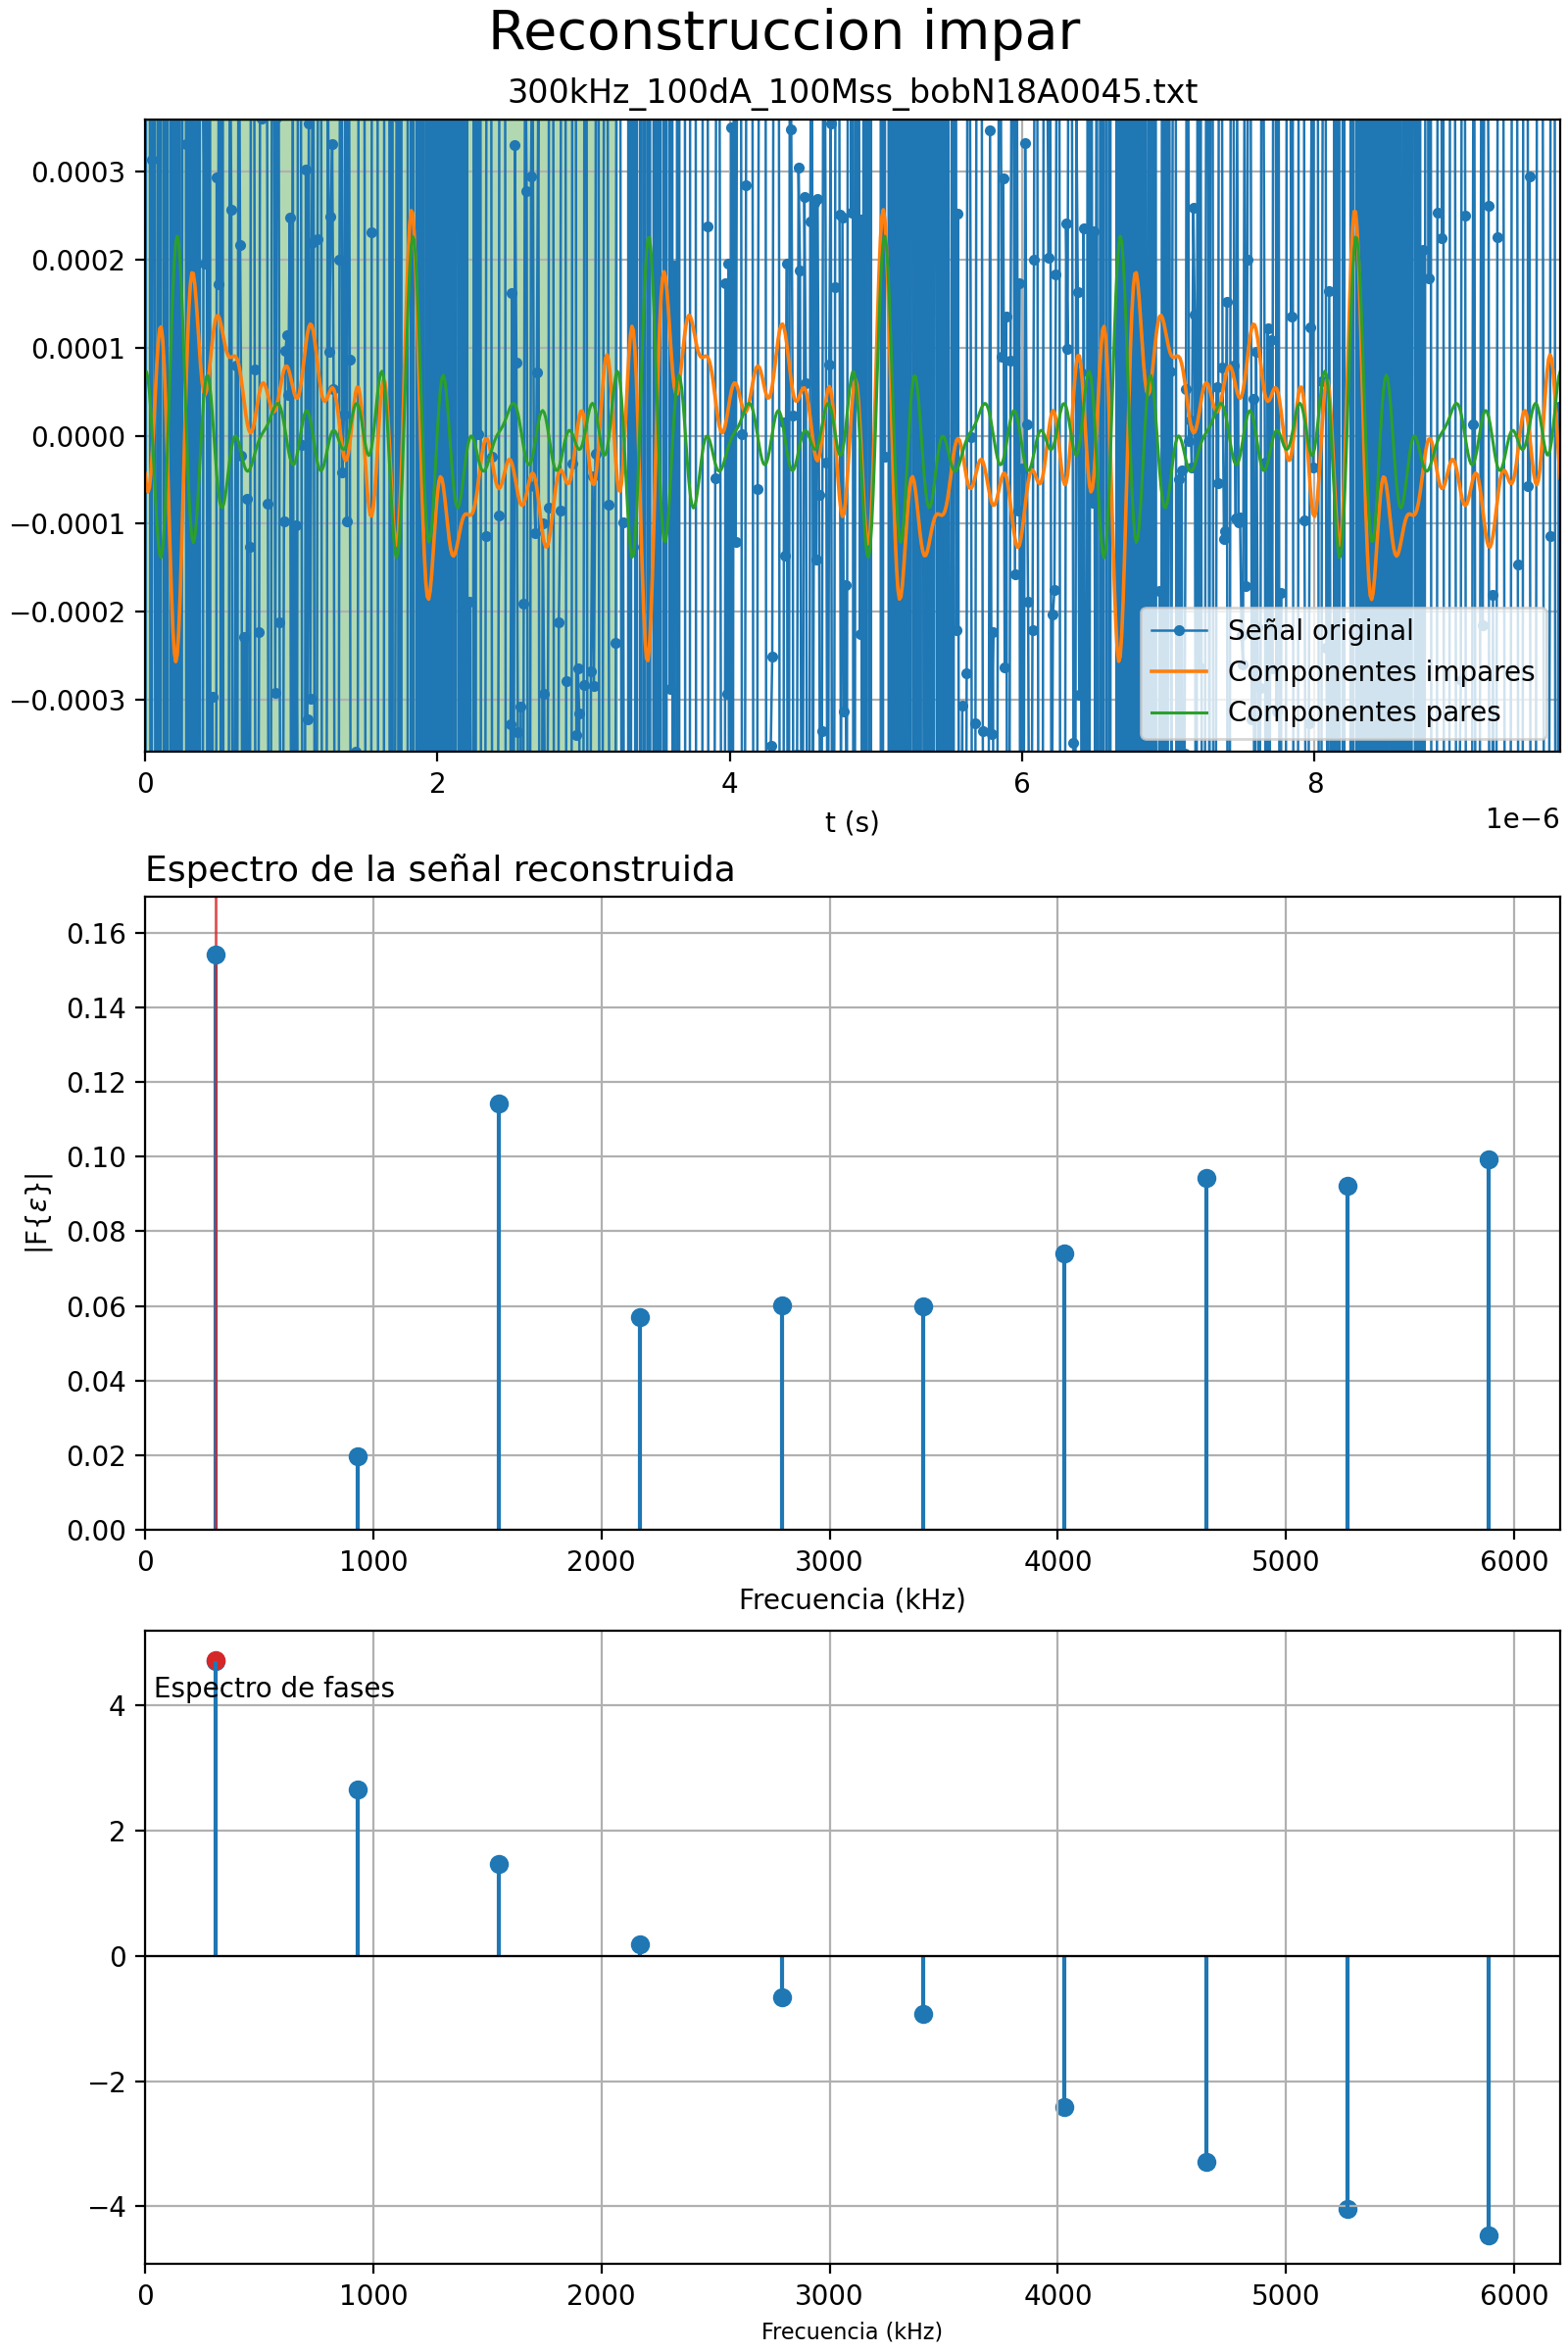 Reconstruccion impar
300kHz_100dA_100Mss_bobN18A0045.txt
0.0003
0.0002
0.0001
0.0000
−0.0001
−0.0002
−0.0003
Señal original
Componentes impares
Componentes pares
0 2 4 6 8
t (s)
1e−6
Espectro de la señal reconstruida
0.16
0.14
0.12
0.10
0.08
0.06
0.04
0.02
0.00
|F{ε}|
0 1000 2000 3000 4000 5000 6000
Frecuencia (kHz)
Espectro de fases
4
2
0
−2
−4
0 1000 2000 3000 4000 5000 6000
Frecuencia (kHz)